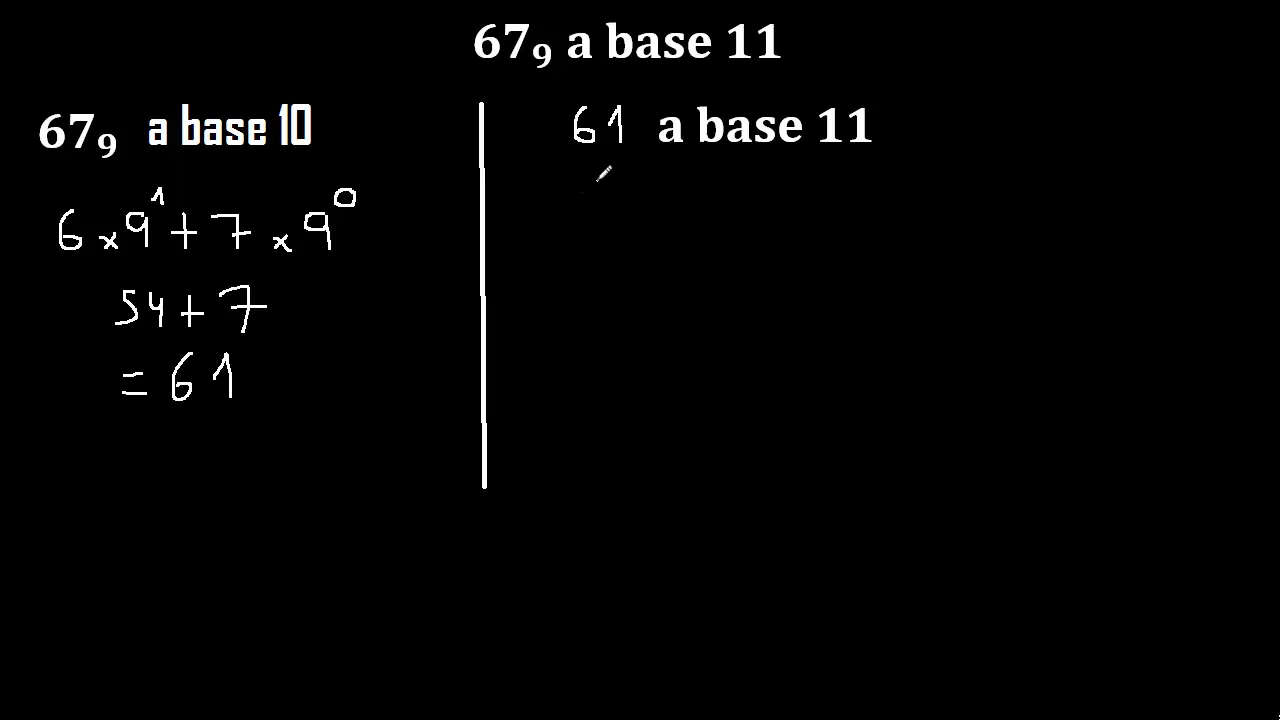 67₉ a base 11
67₉ a base 10
6 × 9¹ + 7 × 9⁰
54 + 7
= 61
61 a base 11